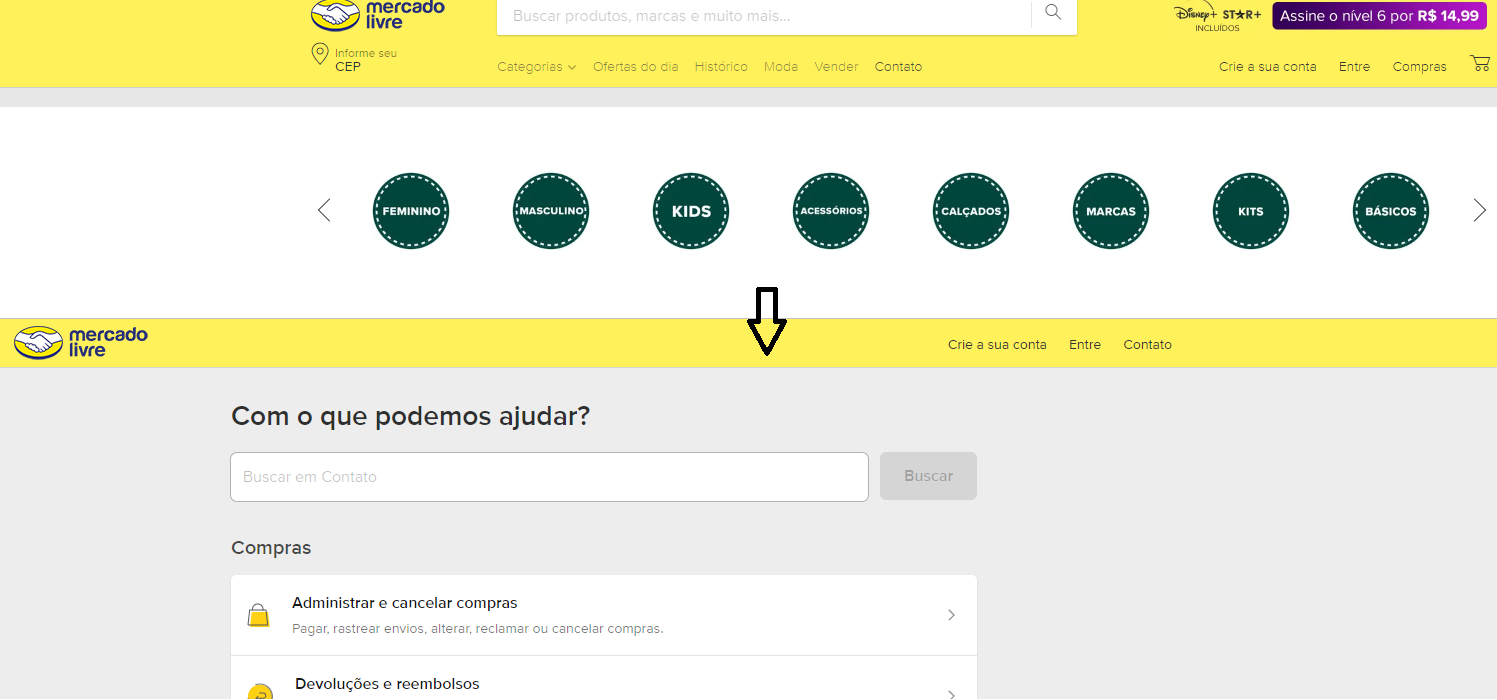 mercado
livre
Buscar produtos, marcas e muito mais...
Disney+ STAR+
INCLUÍDOS
Assine o nível 6 por R$ 14,99
Informe seu
CEP
Categorias Ofertas do dia Histórico Moda Vender Contato
Crie a sua conta Entre Compras
FEMININO MASCULINO KIDS ACESSÓRIOS CALÇADOS MARCAS KITS BÁSICOS
mercado
livre
Crie a sua conta Entre Contato
Com o que podemos ajudar?
Buscar em Contato Buscar
Compras
Administrar e cancelar compras
Pagar, rastrear envios, alterar, reclamar ou cancelar compras.
Devoluções e reembolsos